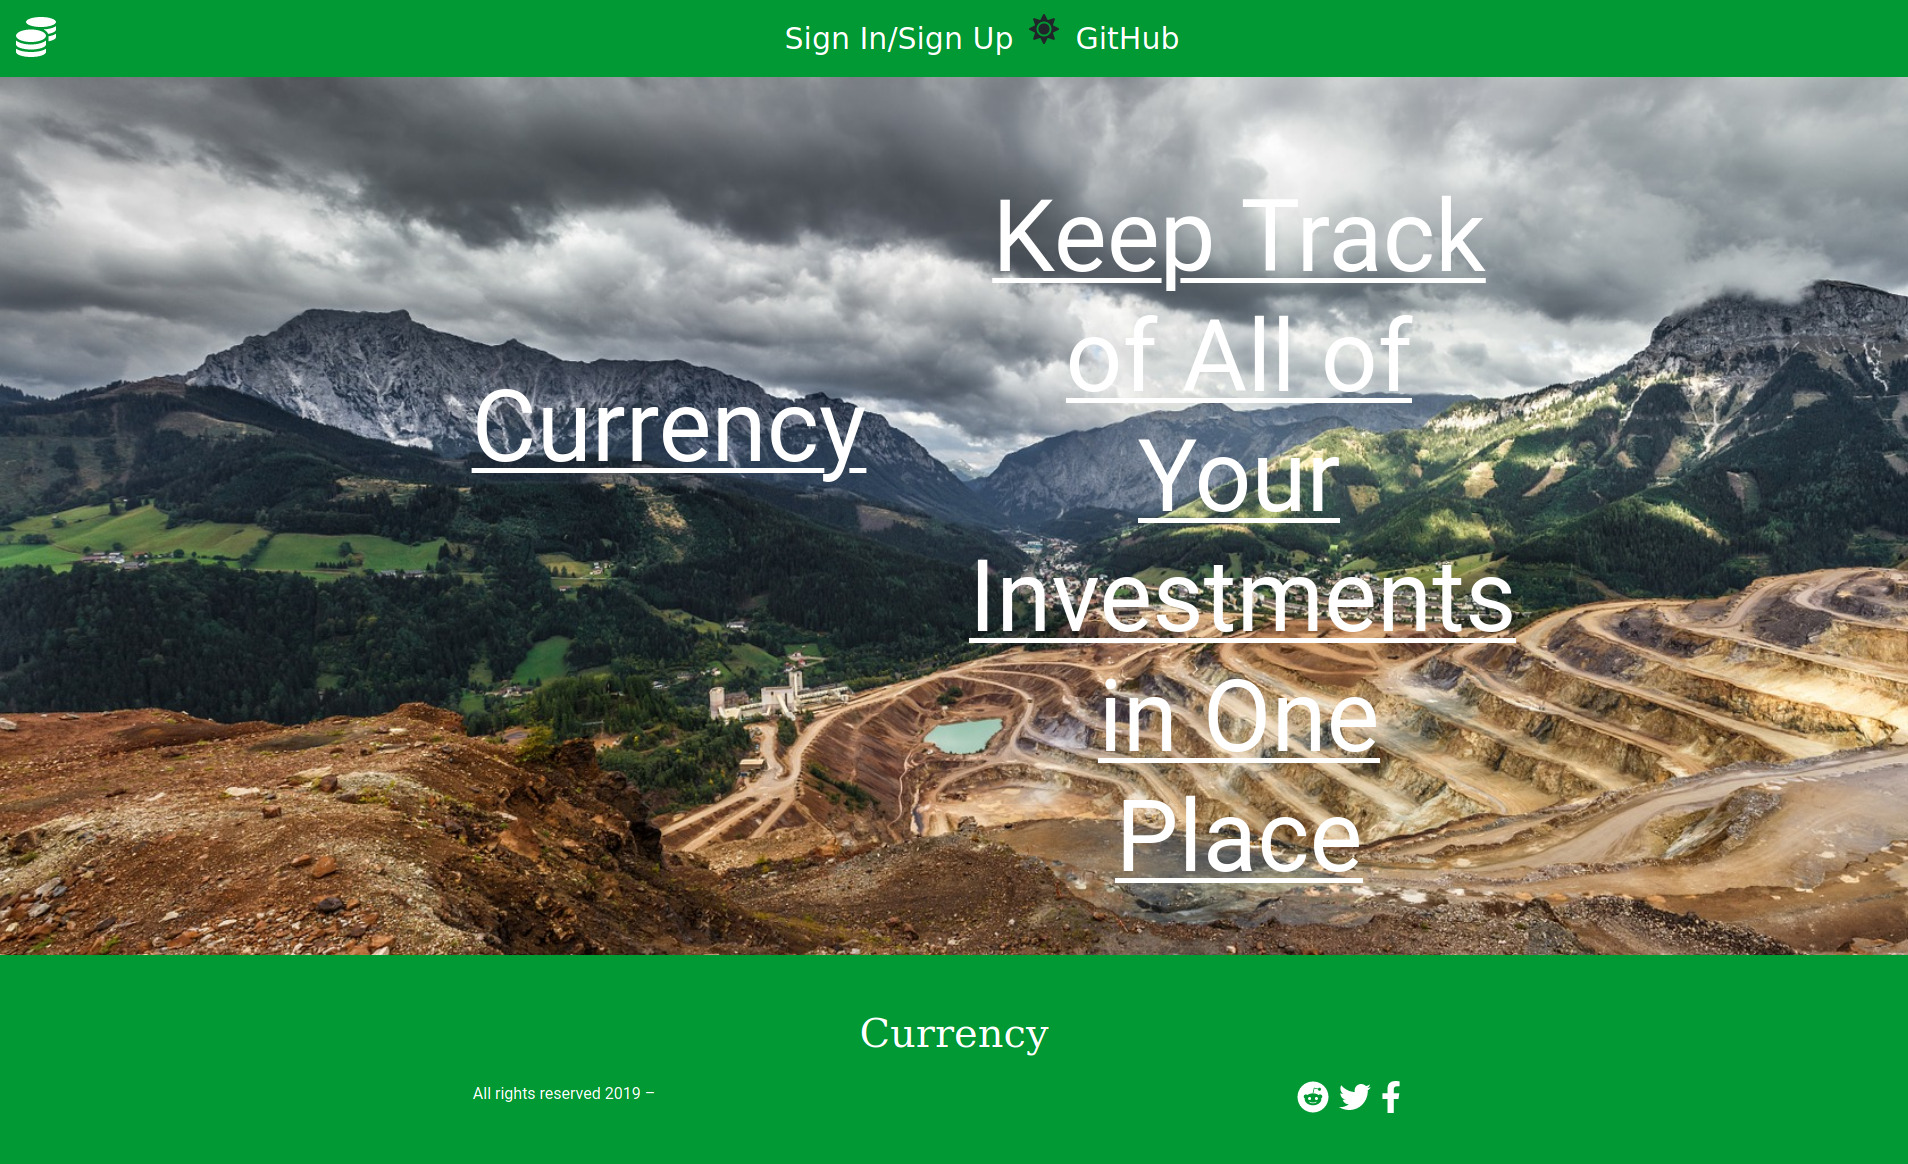 Sign In/Sign Up GitHub
Currency
Keep Track
of All of
Your
Investments
in One
Place
Currency
All rights reserved 2019 –